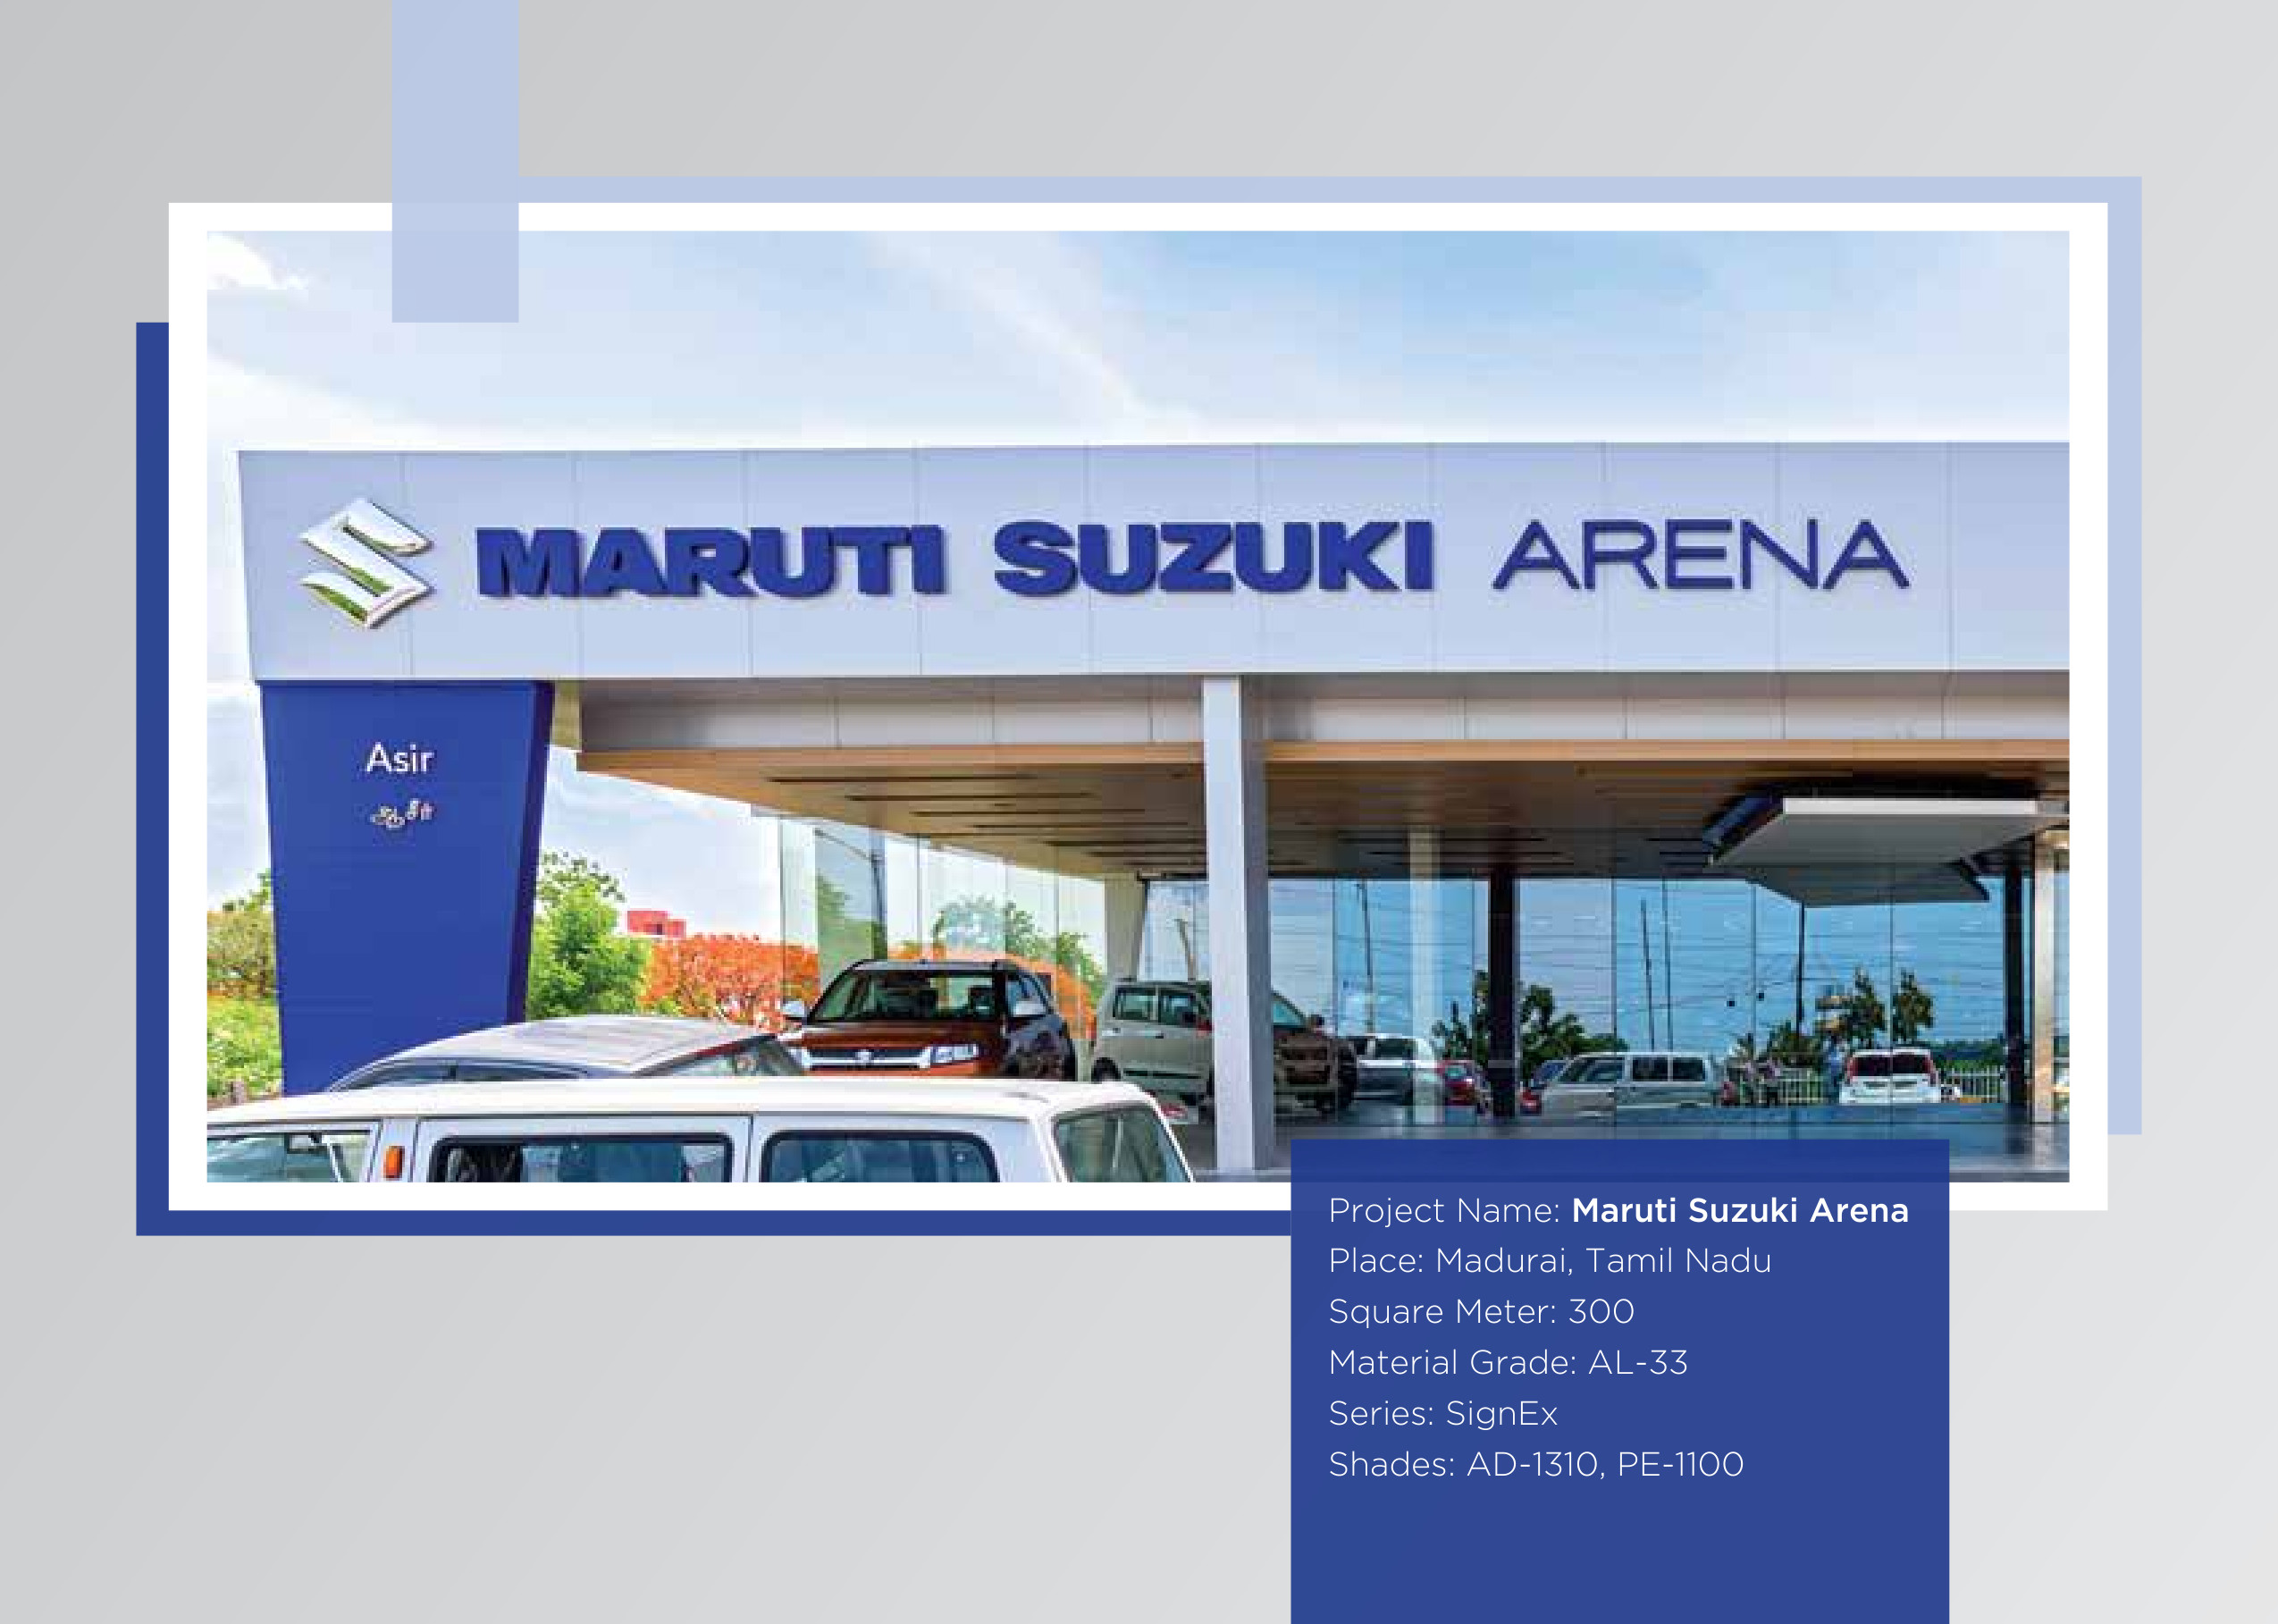 MARUTI SUZUKI ARENA
Asir
Project Name: Maruti Suzuki Arena
Place: Madurai, Tamil Nadu
Square Meter: 300
Material Grade: AL-33
Series: SignEx
Shades: AD-1310, PE-1100